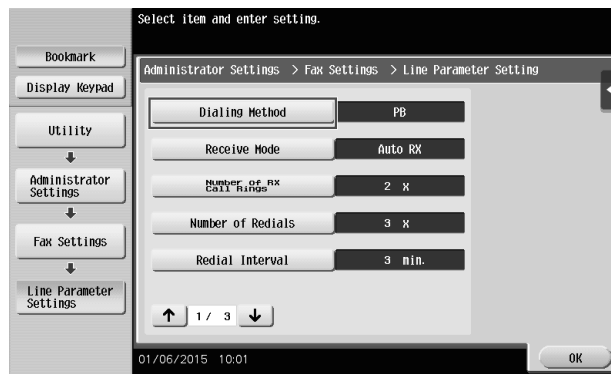 Select item and enter setting.
Bookmark
Display Keypad
Utility
Administrator
Settings
Fax Settings
Line Parameter
Settings
Administrator Settings > Fax Settings > Line Parameter Setting
Dialing Method PB
Receive Mode Auto RX
Number of RX
Call Rings 2 X
Number of Redials 3 X
Redial Interval 3 min.
↑ 1/ 3 ↓
01/06/2015 10:01
OK